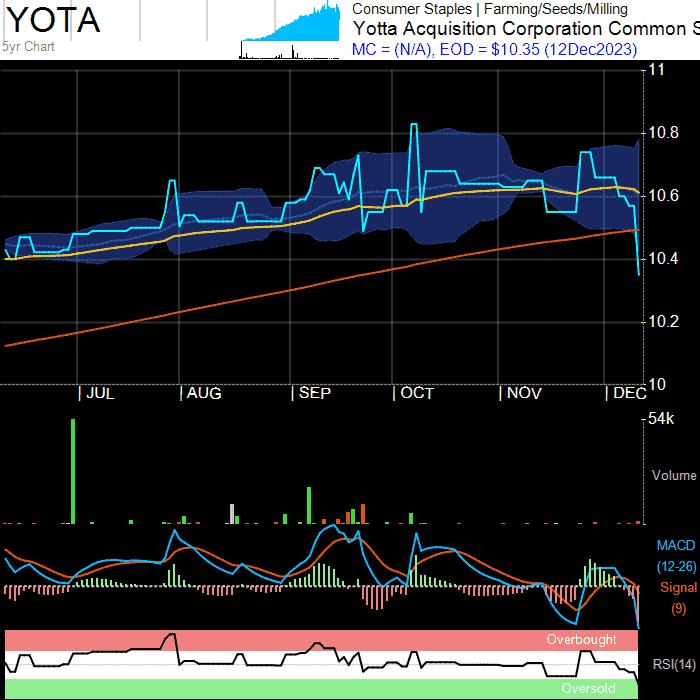 YOTA
5yr Chart
Consumer Staples | Farming/Seeds/Milling
Yotta Acquisition Corporation Common S
MC = (N/A), EOD = $10.35 (12Dec2023)
11
10.8
10.6
10.4
10.2
10
JUL
AUG
SEP
OCT
NOV
DEC
54k
Volume
MACD
(12-26)
Signal
(9)
Overbought
RSI(14)
Oversold